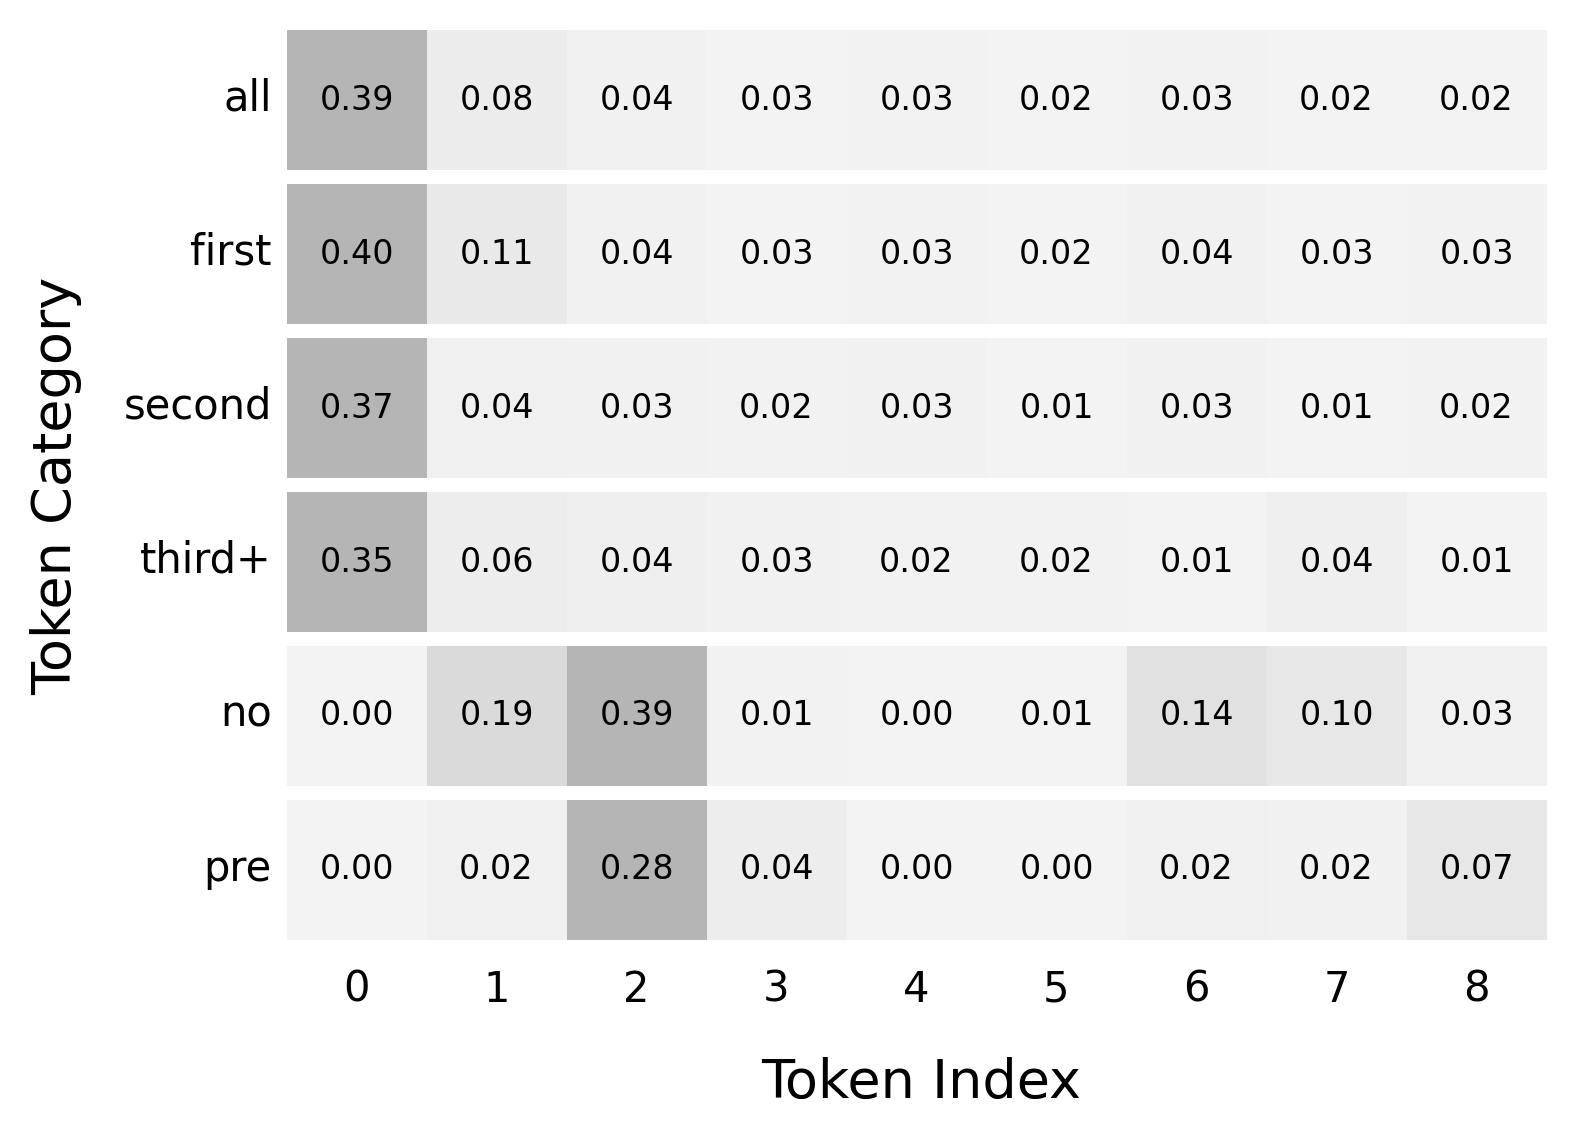 Token Category
all 0.39 0.08 0.04 0.03 0.03 0.02 0.03 0.02 0.02
first 0.40 0.11 0.04 0.03 0.03 0.02 0.04 0.03 0.03
second 0.37 0.04 0.03 0.02 0.03 0.01 0.03 0.01 0.02
third+ 0.35 0.06 0.04 0.03 0.02 0.02 0.01 0.04 0.01
no 0.00 0.19 0.39 0.01 0.00 0.01 0.14 0.10 0.03
pre 0.00 0.02 0.28 0.04 0.00 0.00 0.02 0.02 0.07
0 1 2 3 4 5 6 7 8
Token Index